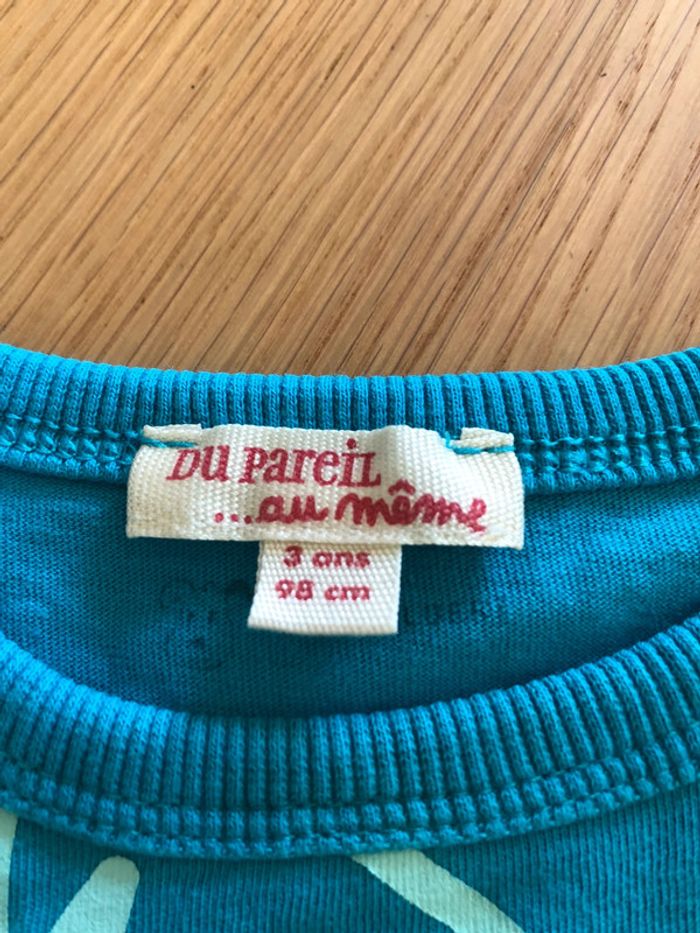 DU PAREIL
...au même
3 ans
98 cm